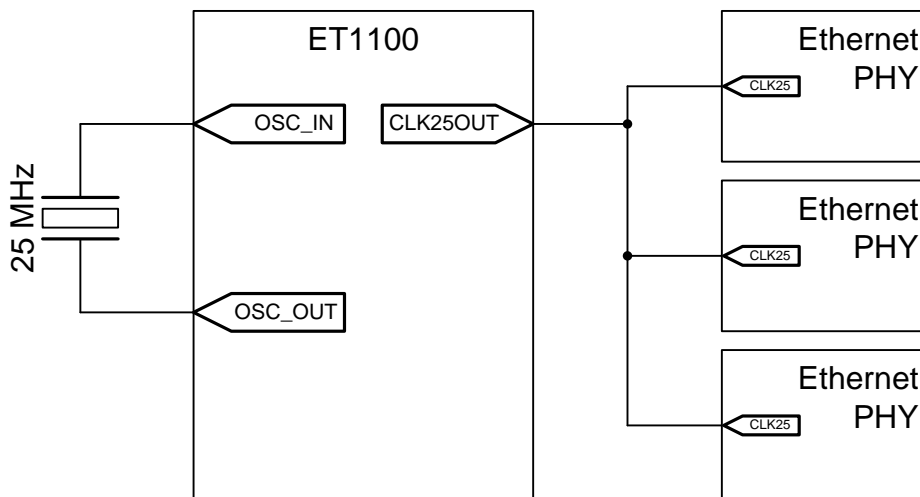 ET1100
OSC_IN
CLK25OUT
25 MHz
OSC_OUT
Ethernet
PHY
CLK25
Ethernet
PHY
CLK25
Ethernet
PHY
CLK25